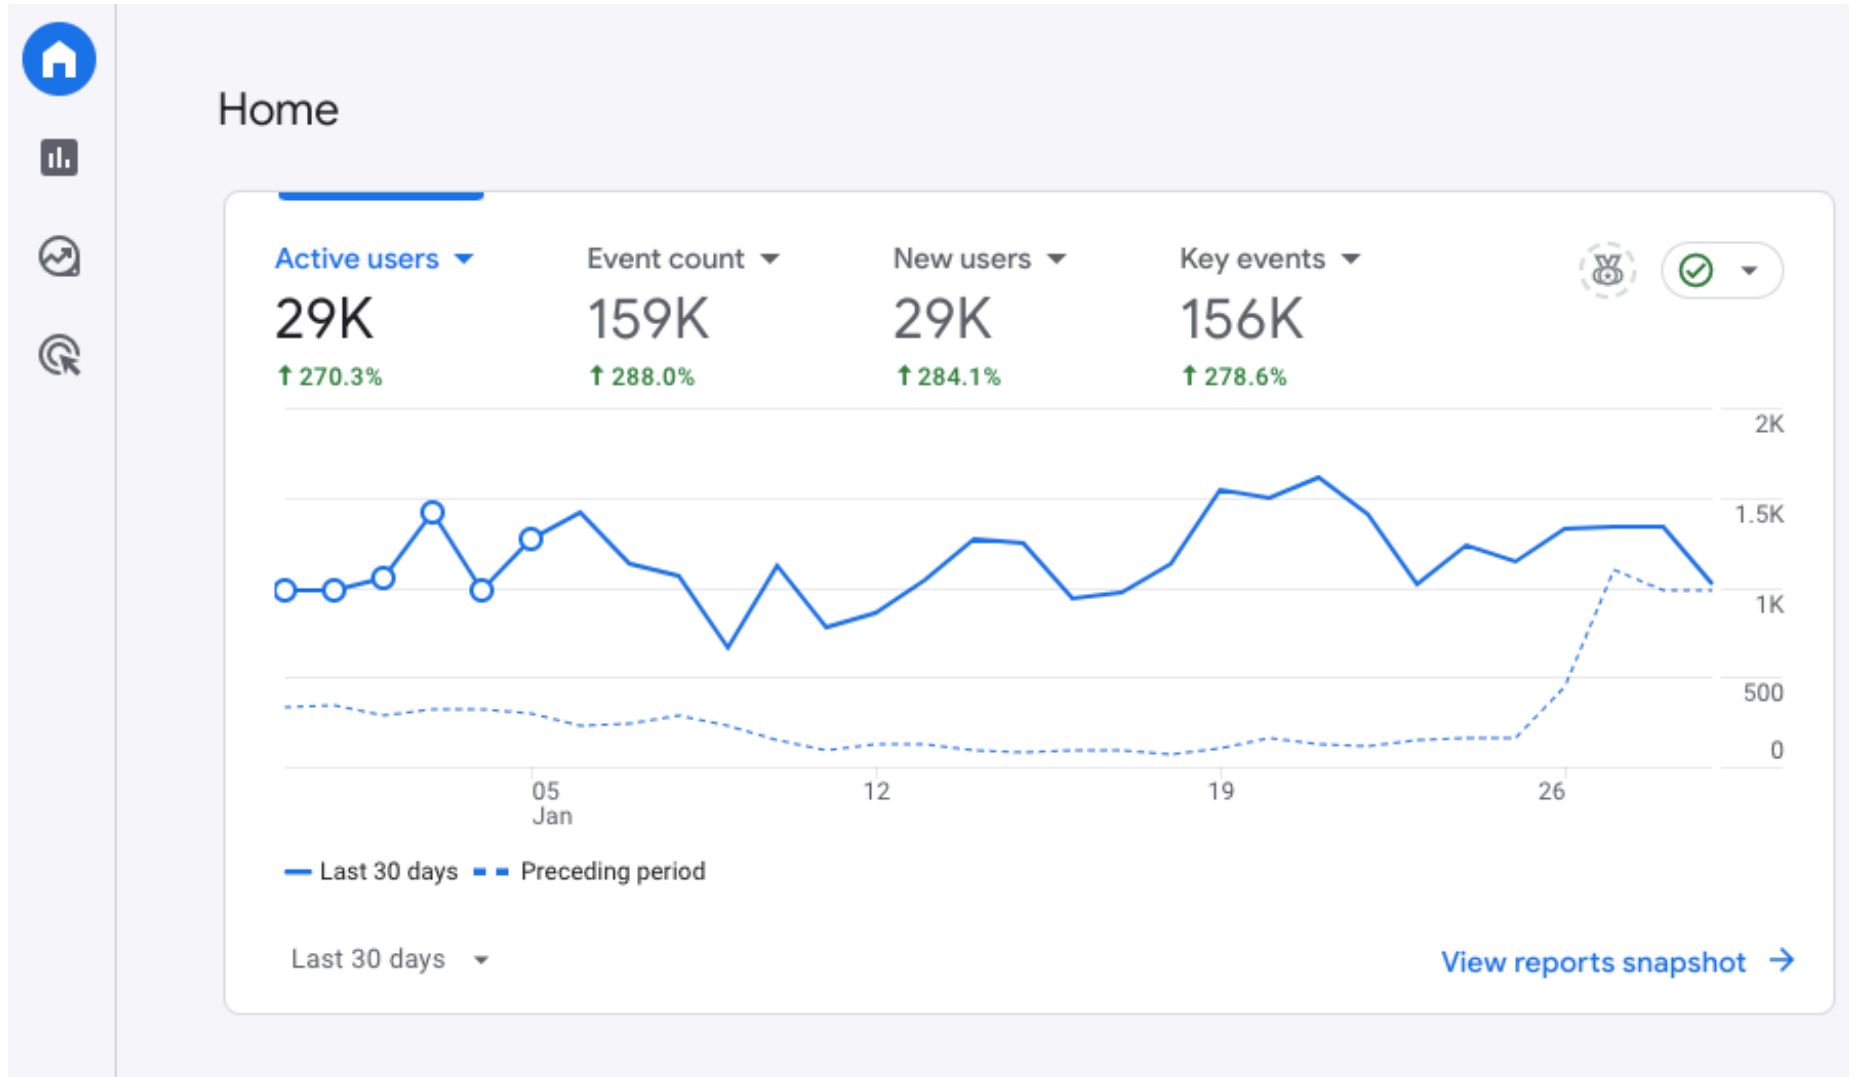 Home
Active users Event count New users Key events
29K 159K 29K 156K
270.3% 288.0% 284.1% 278.6%
2K
1.5K
1K
500
0
05 12 19 26
Jan
Last 30 days Preceding period
Last 30 days View reports snapshot